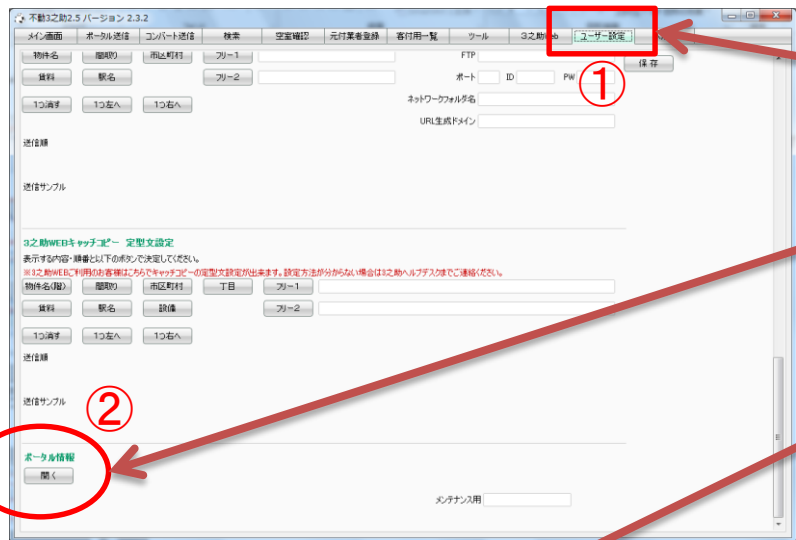 不動3之助2.5 バージョン 2.3.2
メイン画面 ポータル送信 コンバート送信 検索 空室確認 元付業者登録 客付用一覧 ツール 3之助Web ユーザー設定
物件名 間取り 市区町村 フリー1 FTP 保存
賃料 駅名 フリー2 ポート ID PW
①
1つ消す 1つ左へ 1つ右へ ネットワークフォルダ名
URL生成ドメイン
送信順
送信サンプル
3之助WEBキャッチコピー 定型文設定
表示する内容・順番と以下のボタンで決定してください。
※3之助WEBご利用のお客様はこちらでキャッチコピーの定型文設定が出来ます。設定方法が分からない場合は3之助ヘルプデスクまでご連絡ください。
物件名(階) 間取り 市区町村 丁目 フリー1
賃料 駅名 設備 フリー2
1つ消す 1つ左へ 1つ右へ
送信順
送信サンプル
②
ポータル情報
開く
メンテナンス用